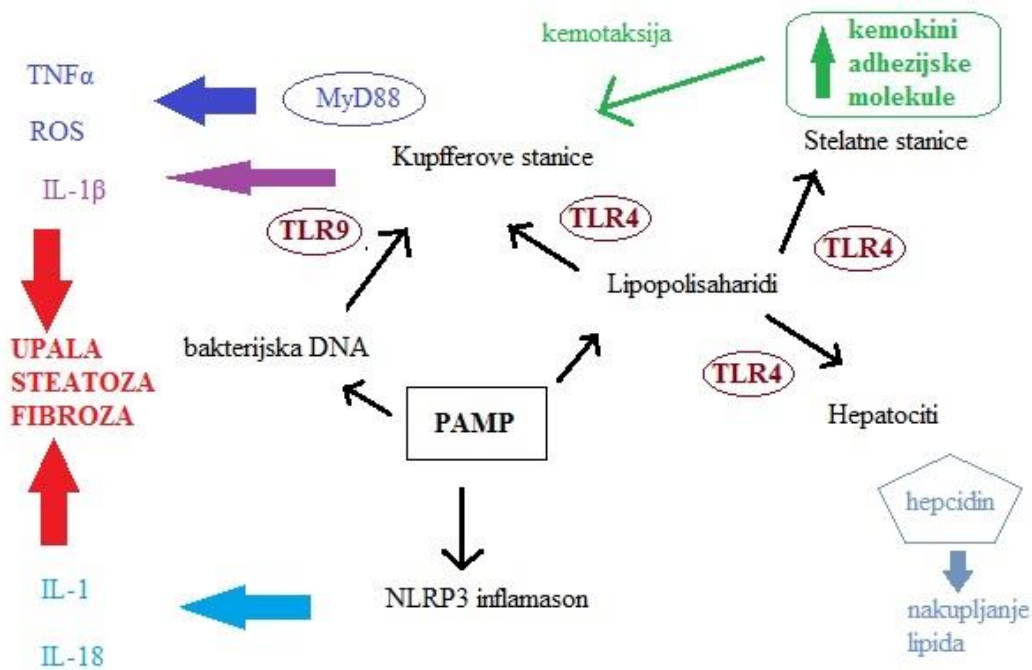 kemotaksija
kemokini
adhezijske
molekule
TNFα
MyD88
ROS
Kupfferove stanice
Stelatne stanice
IL-1β
TLR9
TLR4
TLR4
Lipopolisaharidi
UPALA
STEATOZA
FIBROZA
bakterijska DNA
TLR4
PAMP
Hepatociti
hepcidin
IL-1
IL-18
NLRP3 inflamason
nakupljanje
lipida